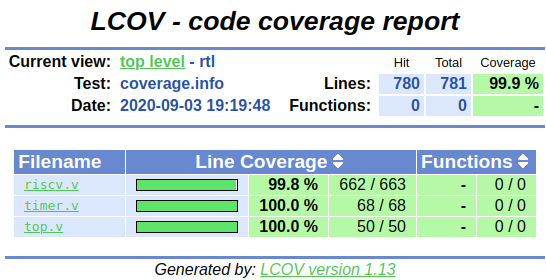 LCOV - code coverage report
Current view: top level - rtl Hit Total Coverage
Test: coverage.info Lines: 780 781 99.9 %
Date: 2020-09-03 19:19:48 Functions: 0 0 -
Filename Line Coverage Functions
riscv.v 99.8 % 662 / 663 - 0 / 0
timer.v 100.0 % 68 / 68 - 0 / 0
top.v 100.0 % 50 / 50 - 0 / 0
Generated by: LCOV version 1.13